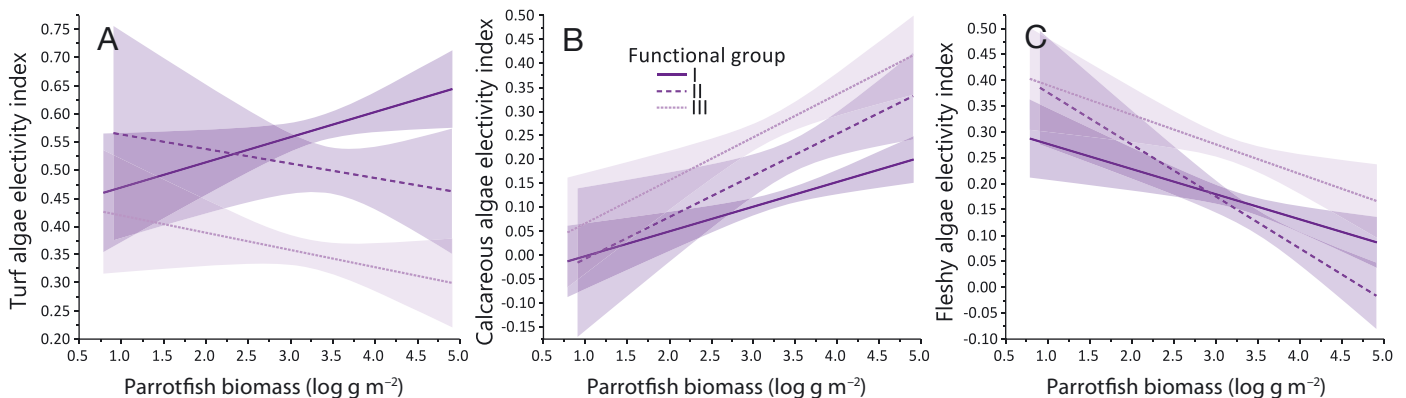 A
Turf algae electivity index
0.75
0.70
0.65
0.60
0.55
0.50
0.45
0.40
0.35
0.30
0.25
0.20
0.5 1.0 1.5 2.0 2.5 3.0 3.5 4.0 4.5 5.0
Parrotfish biomass (log g m⁻²)
B
Calcareous algae electivity index
0.50
0.45
0.40
0.35
0.30
0.25
0.20
0.15
0.10
0.05
0.00
-0.05
-0.10
-0.15
Functional group
I
II
III
0.5 1.0 1.5 2.0 2.5 3.0 3.5 4.0 4.5 5.0
Parrotfish biomass (log g m⁻²)
C
Fleshy algae electivity index
0.50
0.45
0.40
0.35
0.30
0.25
0.20
0.15
0.10
0.05
0.00
-0.05
-0.10
0.5 1.0 1.5 2.0 2.5 3.0 3.5 4.0 4.5 5.0
Parrotfish biomass (log g m⁻²)